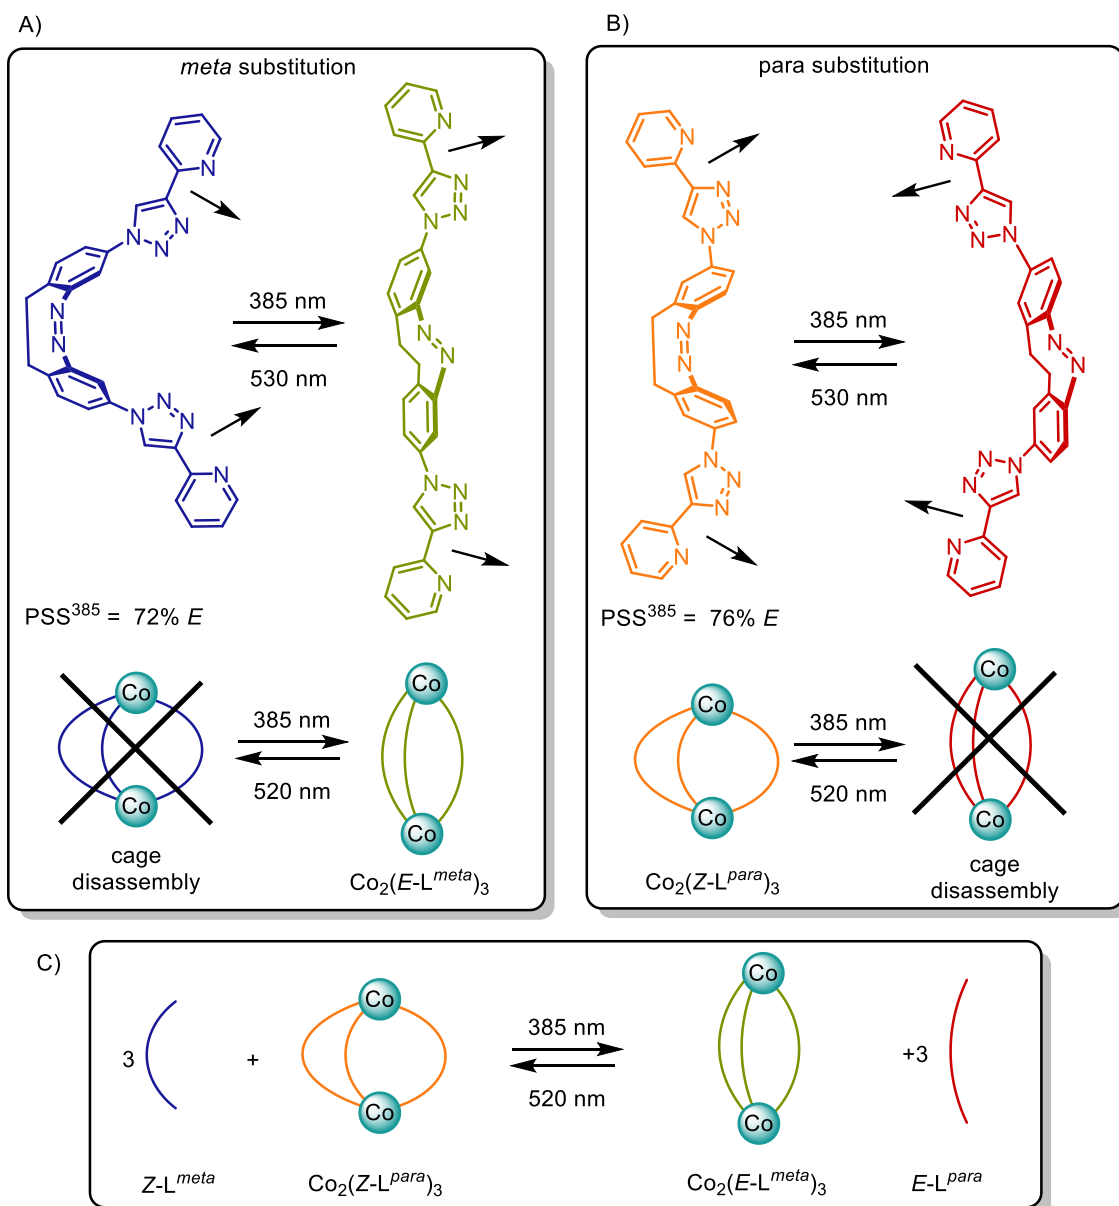 A)
meta substitution
N
N
N
N
N
N
N
N
N
N
385 nm
530 nm
N
N
N
N
N
N
N
N
N
N
PSS385 = 72% E
Co
Co
385 nm
520 nm
Co
Co
cage
disassembly
Co2(E-Lmeta)3
B)
para substitution
N
N
N
N
N
N
N
N
N
N
385 nm
530 nm
N
N
N
N
N
N
N
N
N
N
PSS385 = 76% E
Co
Co
385 nm
520 nm
Co
Co
Co2(Z-Lpara)3
cage
disassembly
C)
3
+
Co
Co
385 nm
520 nm
Co
Co
+3
Z-Lmeta
Co2(Z-Lpara)3
Co2(E-Lmeta)3
E-Lpara